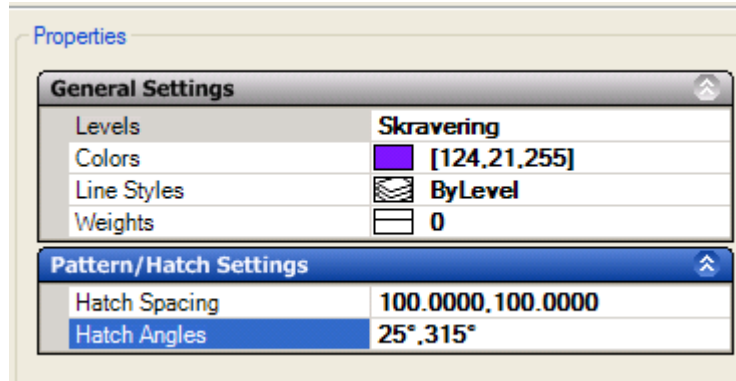 Properties
General Settings
Levels Skravering
Colors [124,21,255]
Line Styles ByLevel
Weights 0
Pattern/Hatch Settings
Hatch Spacing 100.0000,100.0000
Hatch Angles 25°,315°